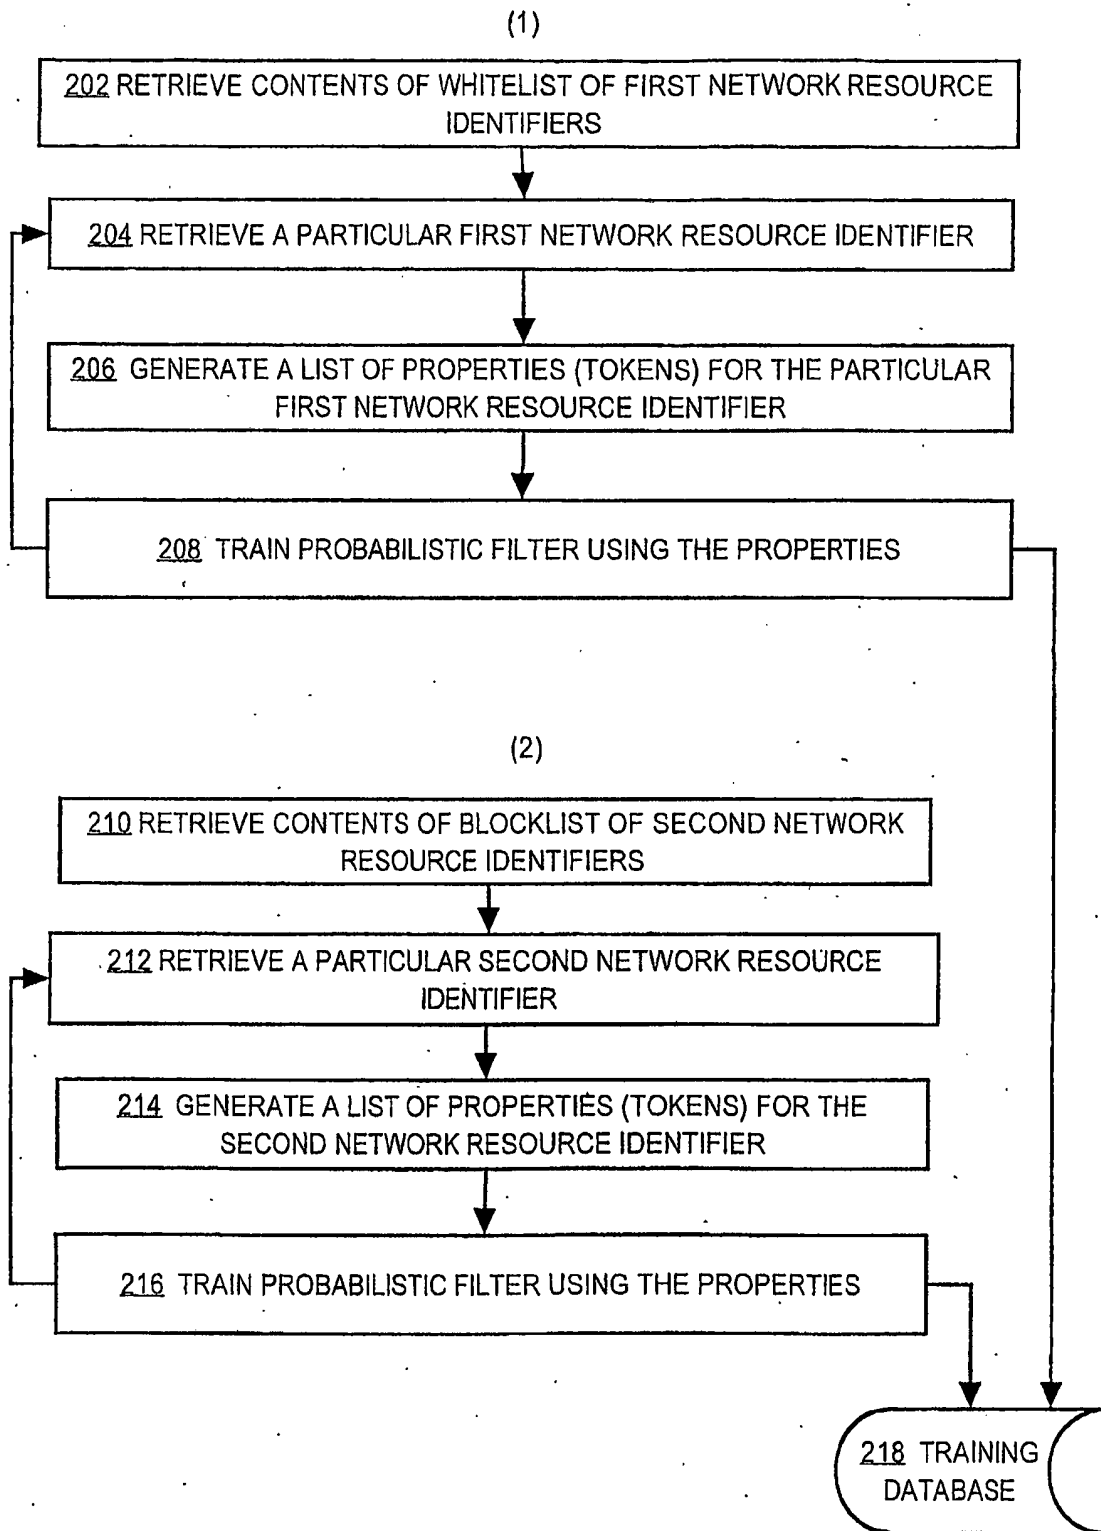 (1)
202 RETRIEVE CONTENTS OF WHITELIST OF FIRST NETWORK RESOURCE
IDENTIFIERS
204 RETRIEVE A PARTICULAR FIRST NETWORK RESOURCE IDENTIFIER
206 GENERATE A LIST OF PROPERTIES (TOKENS) FOR THE PARTICULAR
FIRST NETWORK RESOURCE IDENTIFIER
208 TRAIN PROBABILISTIC FILTER USING THE PROPERTIES
(2)
210 RETRIEVE CONTENTS OF BLOCKLIST OF SECOND NETWORK
RESOURCE IDENTIFIERS
212 RETRIEVE A PARTICULAR SECOND NETWORK RESOURCE
IDENTIFIER
214 GENERATE A LIST OF PROPERTIES (TOKENS) FOR THE
SECOND NETWORK RESOURCE IDENTIFIER
216 TRAIN PROBABILISTIC FILTER USING THE PROPERTIES
218 TRAINING
DATABASE